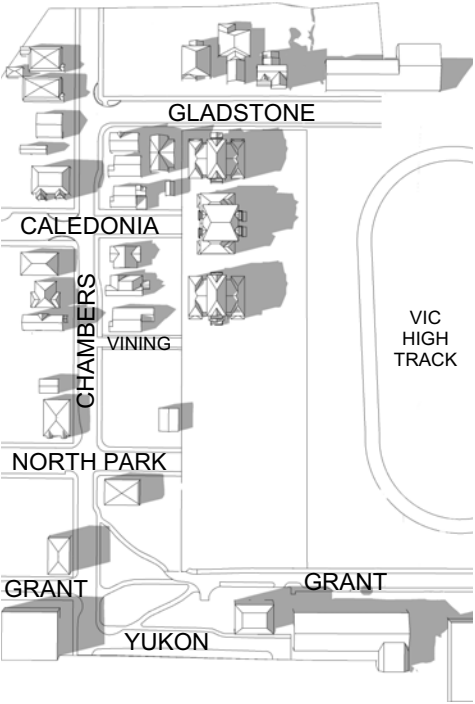 GLADSTONE
CALEDONIA
CHAMBERS
VIC
HIGH
TRACK
VINING
NORTH PARK
GRANT
GRANT
YUKON